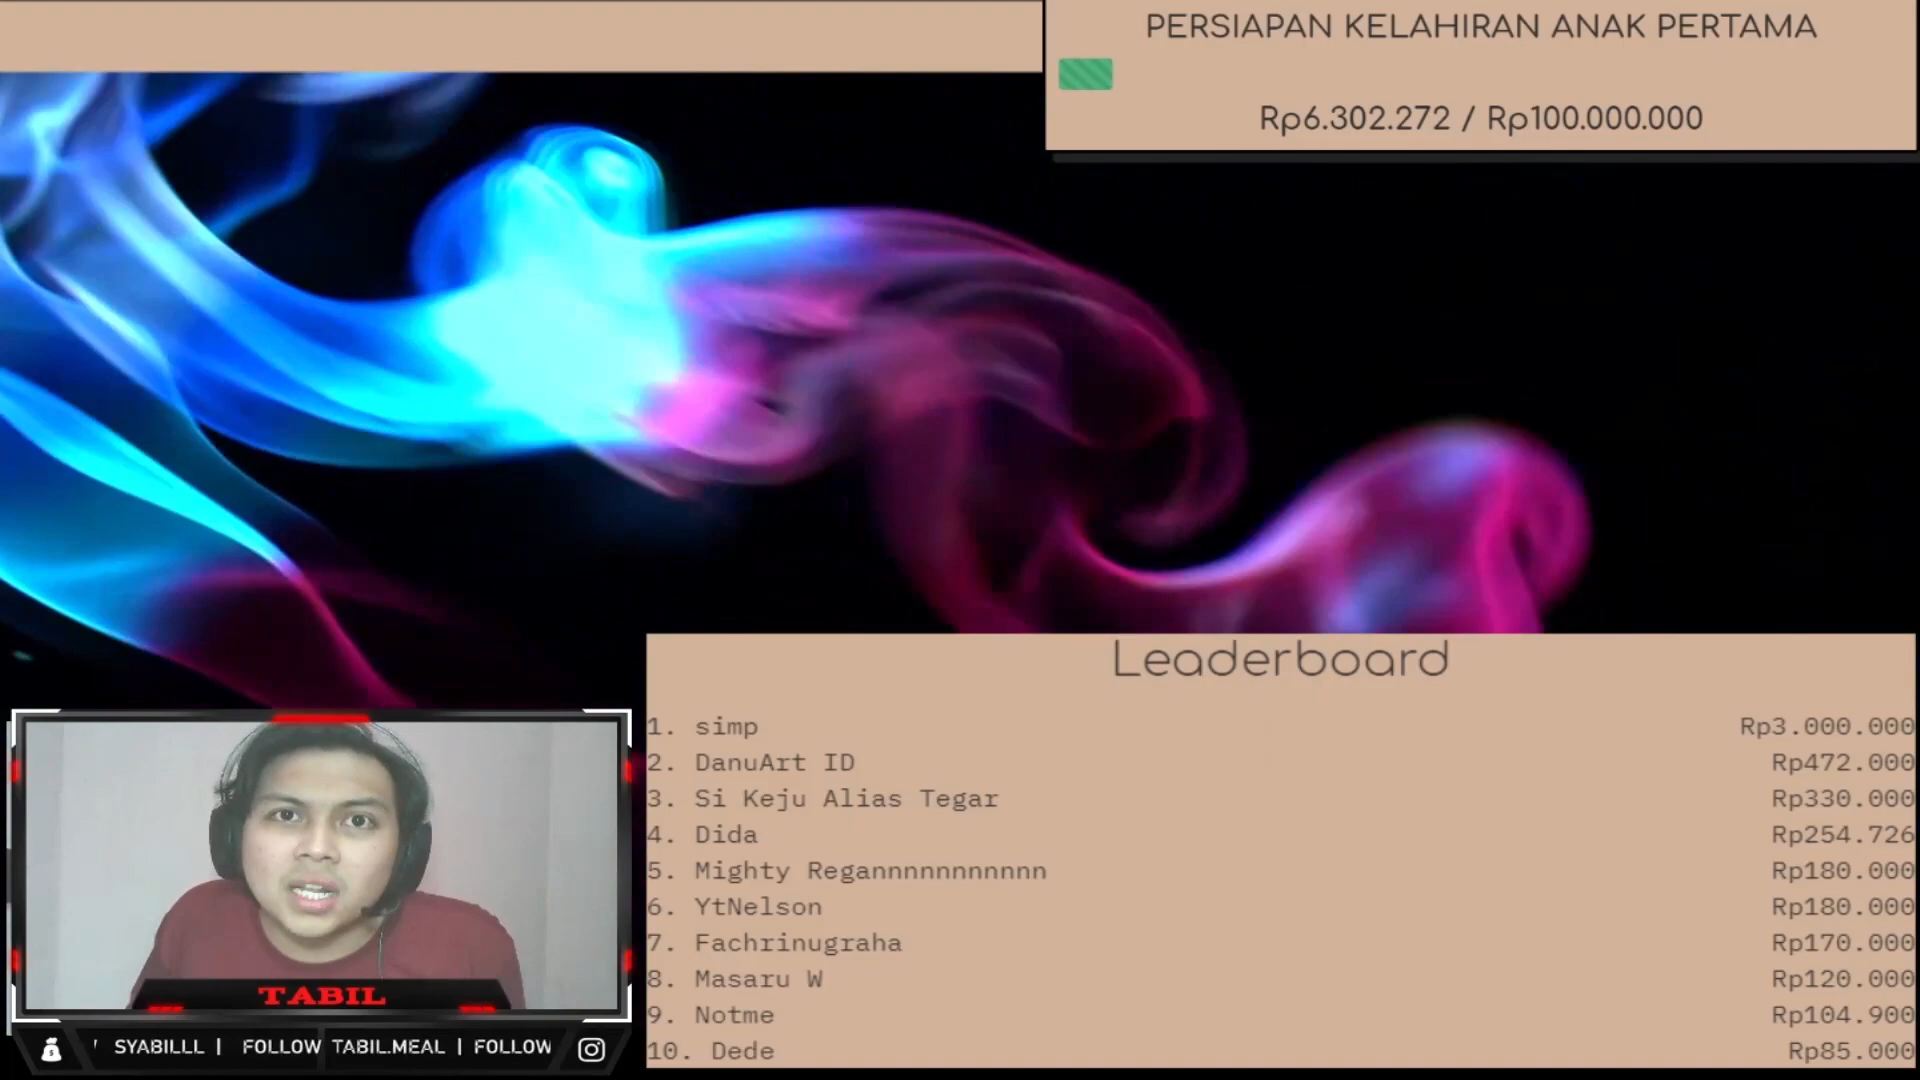 PERSIAPAN KELAHIRAN ANAK PERTAMA
Rp6.302.272 / Rp100.000.000
Leaderboard
1. simp Rp3.000.000
2. DanuArt ID Rp472.000
3. Si Keju Alias Tegar Rp330.000
4. Dida Rp254.726
5. Mighty Regannnnnnnnnnn Rp180.000
6. YtNelson Rp180.000
7. Fachrinugraha Rp170.000
8. Masaru W Rp120.000
9. Notme Rp104.900
10. Dede Rp85.000
TABIL
/ SYABILLL | FOLLOW TABIL.MEAL | FOLLOW